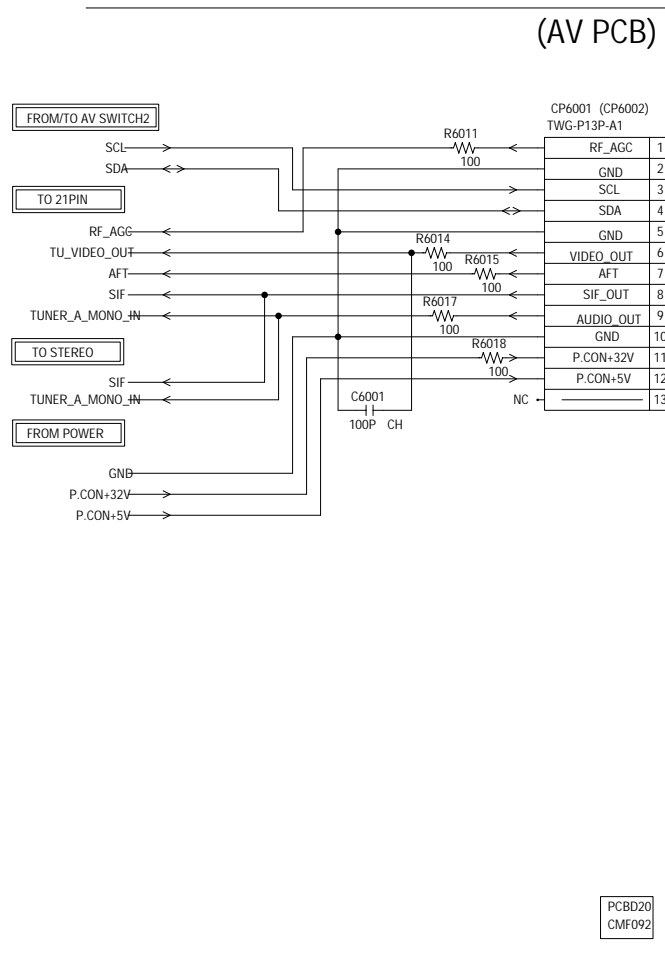 (AV PCB)
CP6001 (CP6002)
TWG-P13P-A1
FROM/TO AV SWITCH2
SCL
SDA
TO 21PIN
RF_AGC
TU_VIDEO_OUT
AFT
SIF
TUNER_A_MONO_IN
TO STEREO
SIF
TUNER_A_MONO_IN
FROM POWER
GND
P.CON+32V
P.CON+5V
R6011
100
R6014
100
R6015
100
R6017
100
R6018
100
C6001
100P CH
NC
RF_AGC 1
GND 2
SCL 3
SDA 4
GND 5
VIDEO_OUT 6
AFT 7
SIF_OUT 8
AUDIO_OUT 9
GND 10
P.CON+32V 11
P.CON+5V 12
13
PCBD20
CMF092